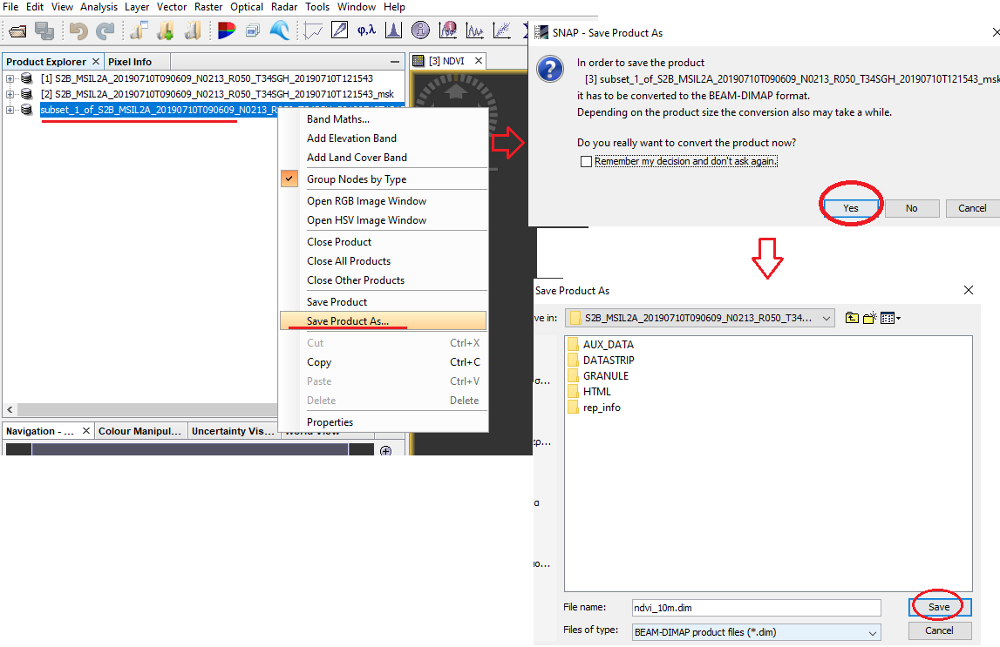 File Edit View Analysis Layer Vector Raster Optical Radar Tools Window Help
φ,λ
Product Explorer × Pixel Info
[3] NDVI ×
[1] S2B_MSIL2A_20190710T090609_N0213_R050_T34SGH_20190710T121543
[2] S2B_MSIL2A_20190710T090609_N0213_R050_T34SGH_20190710T121543_msk
subset_1_of_S2B_MSIL2A_20190710T090609_N0213_R050_T34SGH_20190710T121543
Band Maths...
Add Elevation Band
Add Land Cover Band
Group Nodes by Type
Open RGB Image Window
Open HSV Image Window
Close Product
Close All Products
Close Other Products
Save Product
Save Product As...
Cut Ctrl+X
Copy Ctrl+C
Paste Ctrl+V
Delete Delete
Properties
Navigation - ... × Colour Manipul... Uncertainty Vis... World View
SNAP - Save Product As
In order to save the product
[3] subset_1_of_S2B_MSIL2A_20190710T090609_N0213_R050_T34SGH_20190710T121543_msk
it has to be converted to the BEAM-DIMAP format.
Depending on the product size the conversion also may take a while.
Do you really want to convert the product now?
Remember my decision and don't ask again.
Yes No Cancel
Save Product As
ve in: S2B_MSIL2A_20190710T090609_N0213_R050_T34...
AUX_DATA
DATASTRIP
GRANULE
HTML
rep_info
σ...
ερ...
α
ιο...
File name: ndvi_10m.dim Save
Files of type: BEAM-DIMAP product files (*.dim) Cancel